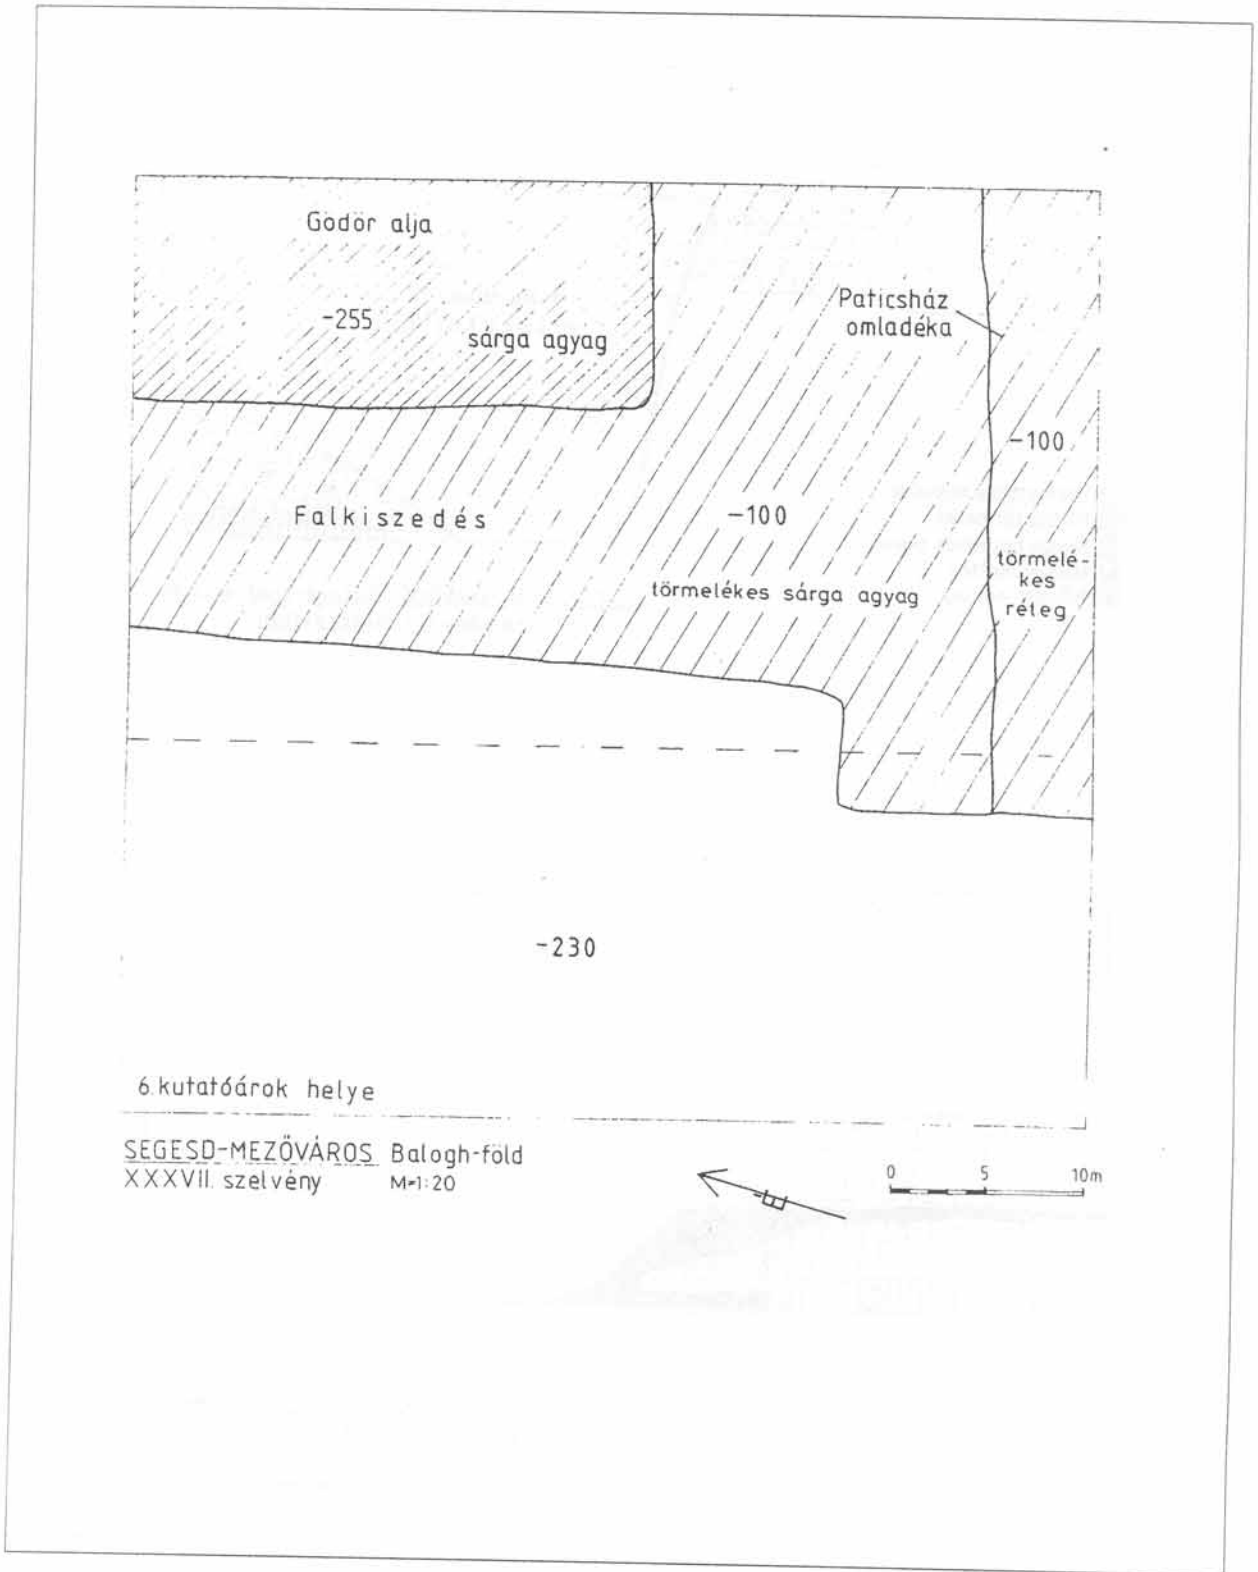 Gödör alja
-255
sárga agyag
Paticsház
omladéka
-100
Falkiszedés
-100
törmelékes sárga agyag
törmelé-
kes
réteg
-230
6.kutatóárok helye
SEGESD-MEZŐVÁROS Balogh-föld
XXXVII. szelvény M=1:20
0 5 10m